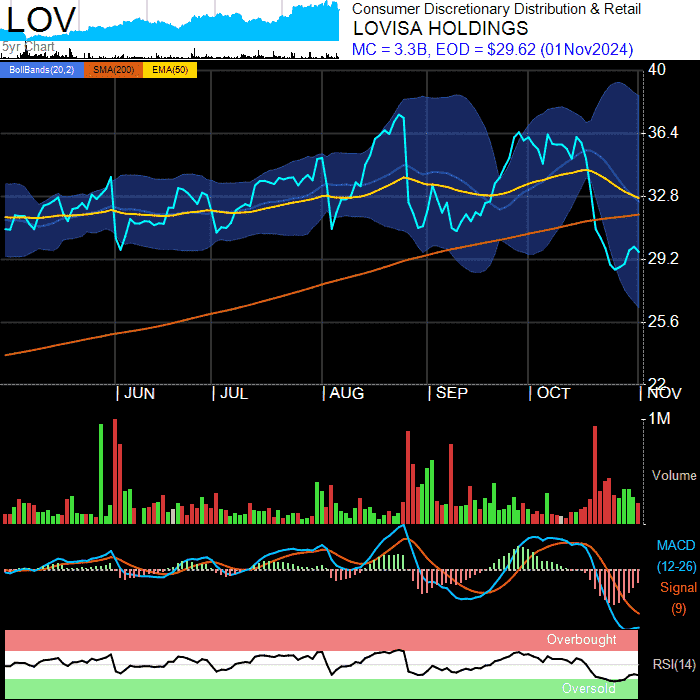 LOV
5yr Chart
Consumer Discretionary Distribution & Retail
LOVISA HOLDINGS
MC = 3.3B, EOD = $29.62 (01Nov2024)
BollBands(20,2) SMA(200) EMA(50)
40
36.4
32.8
29.2
25.6
22
JUN JUL AUG SEP OCT NOV
1M
Volume
MACD
(12-26)
Signal
(9)
Overbought
RSI(14)
Oversold